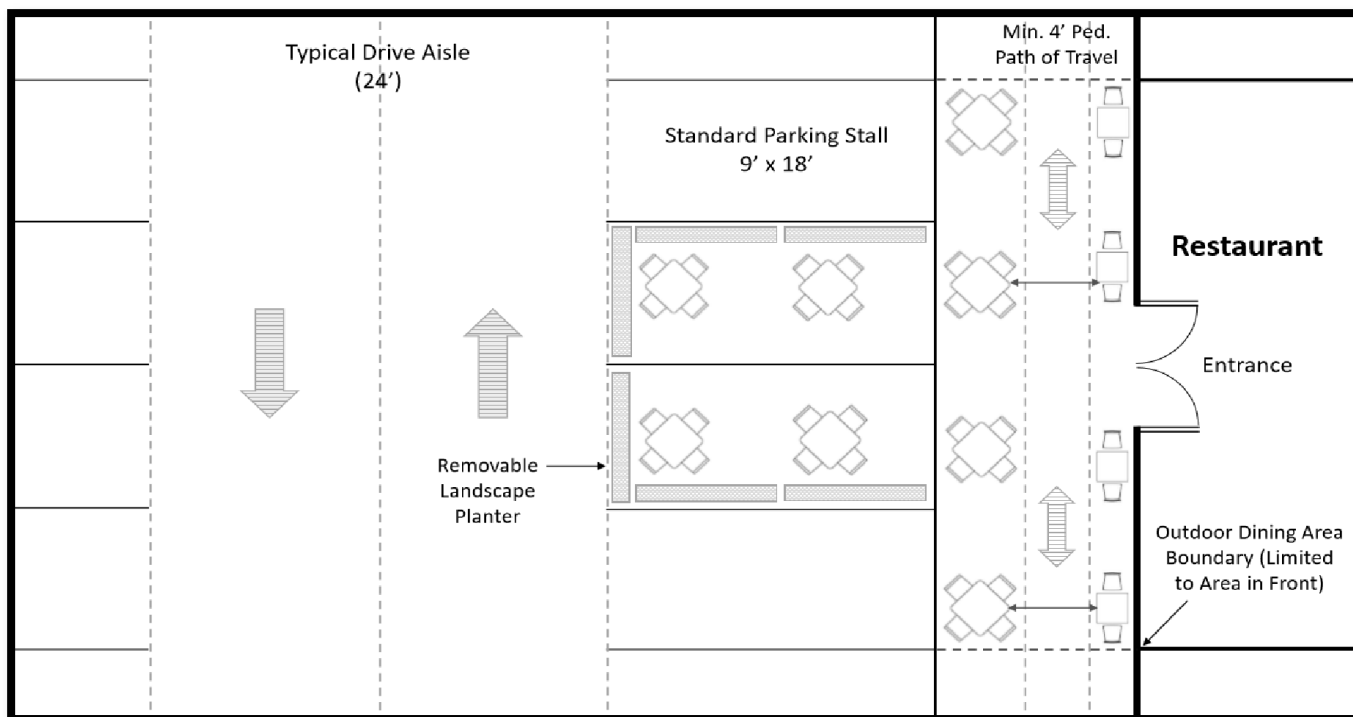 Typical Drive Aisle
(24’)
Min. 4’ Ped.
Path of Travel
Standard Parking Stall
9’ x 18’
Restaurant
Entrance
Removable
Landscape
Planter
Outdoor Dining Area
Boundary (Limited
to Area in Front)